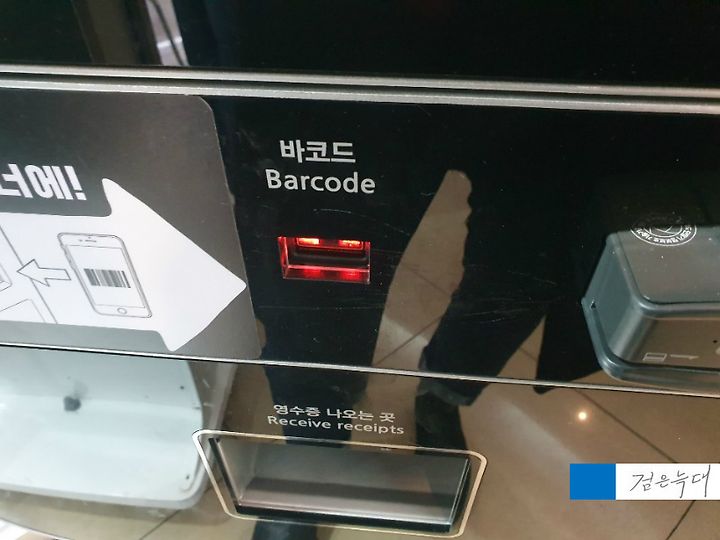 바코드
Barcode
너에!
영수증 나오는 곳
Receive receipts
검은늑대